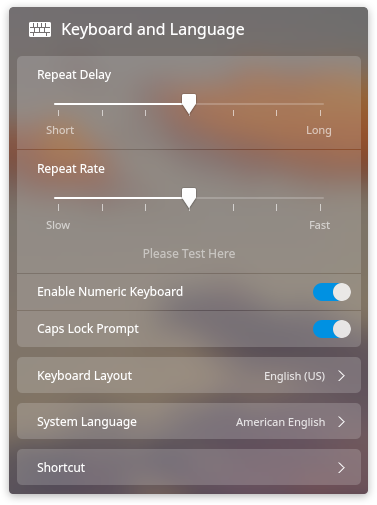 Keyboard and Language
Repeat Delay
Short Long
Repeat Rate
Slow Fast
Please Test Here
Enable Numeric Keyboard
Caps Lock Prompt
Keyboard Layout English (US)
System Language American English
Shortcut